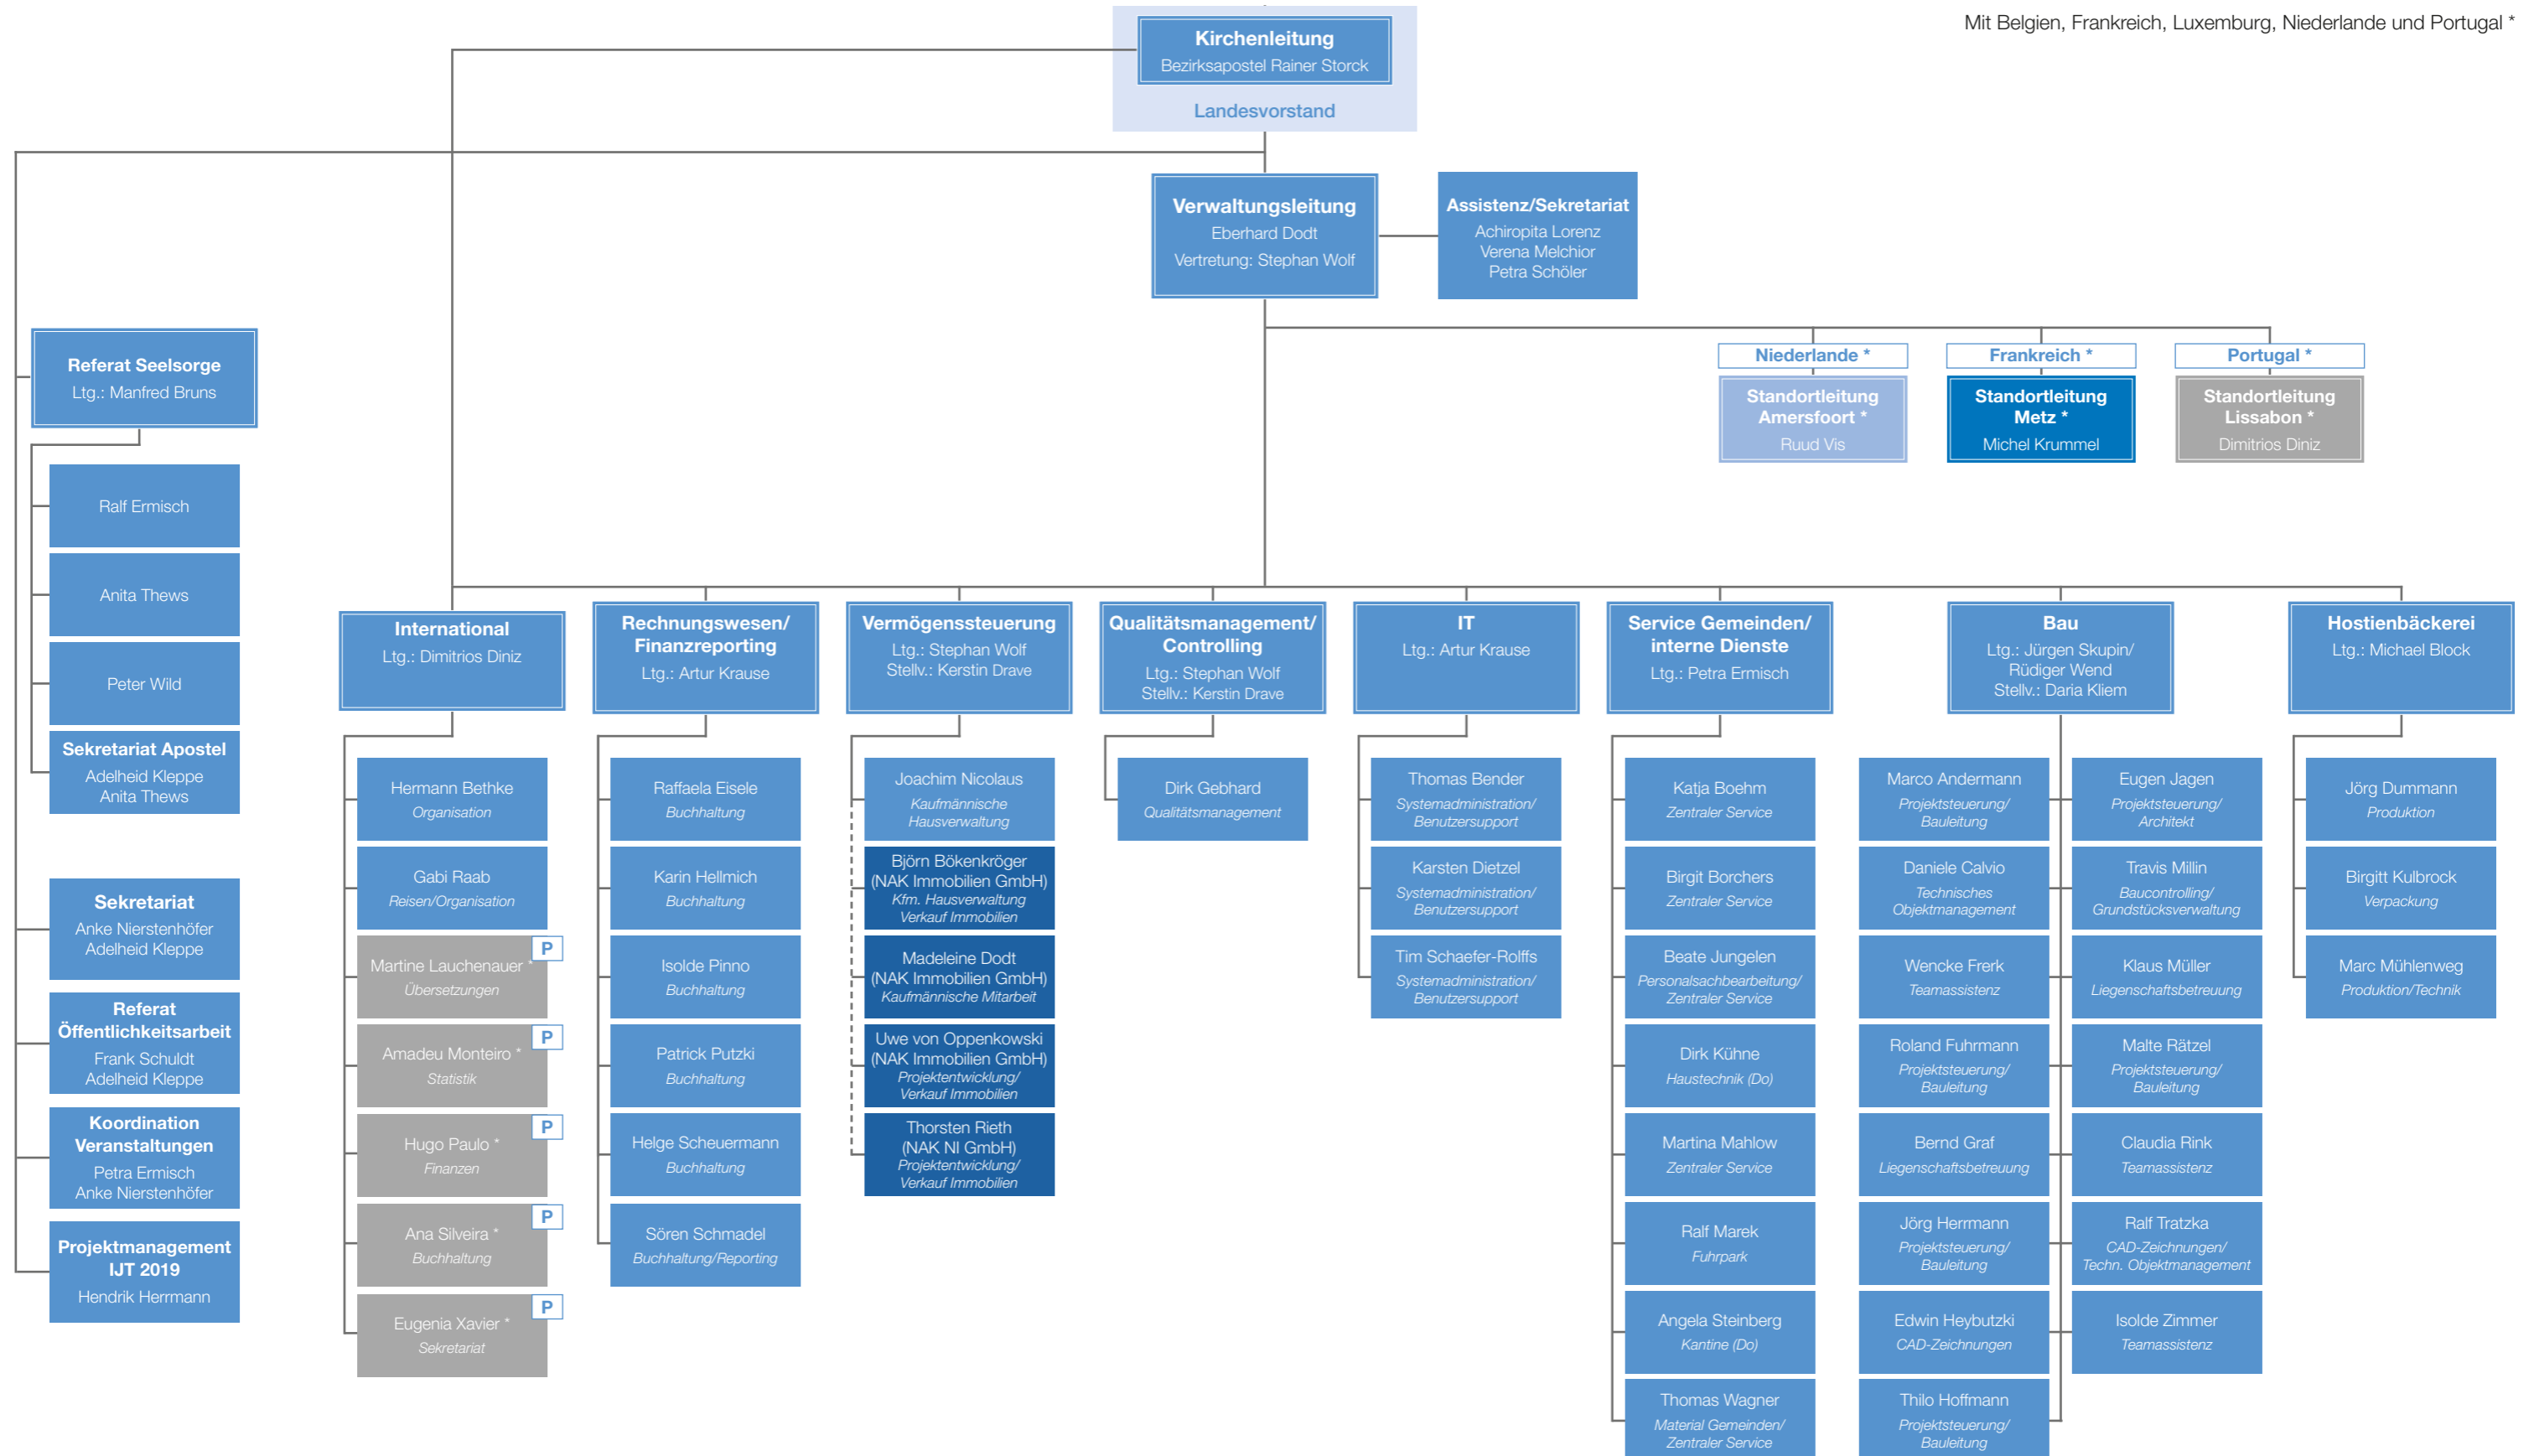 Mit Belgien, Frankreich, Luxemburg, Niederlande und Portugal *
Kirchenleitung
Bezirksapostel Rainer Storck
Landesvorstand
Verwaltungsleitung
Eberhard Dodt
Vertretung: Stephan Wolf
Assistenz/Sekretariat
Achiropita Lorenz
Verena Melchior
Petra Schöler
Niederlande *
Standortleitung
Amersfoort *
Ruud Vis
Frankreich *
Standortleitung
Metz *
Michel Krummel
Portugal *
Standortleitung
Lissabon *
Dimitrios Diniz
Referat Seelsorge
Ltg.: Manfred Bruns
Ralf Ermisch
Anita Thews
Peter Wild
Sekretariat Apostel
Adelheid Kleppe
Anita Thews
Sekretariat
Anke Nierstenhöfer
Adelheid Kleppe
Referat
Öffentlichkeitsarbeit
Frank Schuldt
Adelheid Kleppe
Koordination
Veranstaltungen
Petra Ermisch
Anke Nierstenhöfer
Projektmanagement
IJT 2019
Hendrik Herrmann
International
Ltg.: Dimitrios Diniz
Hermann Bethke
Organisation
Gabi Raab
Reisen/Organisation
P
Martine Lauchenauer *
Übersetzungen
P
Amadeu Monteiro *
Statistik
P
Hugo Paulo *
Finanzen
P
Ana Silveira *
Buchhaltung
P
Eugenia Xavier *
Sekretariat
Rechnungswesen/
Finanzreporting
Ltg.: Artur Krause
Raffaela Eisele
Buchhaltung
Karin Hellmich
Buchhaltung
Isolde Pinno
Buchhaltung
Patrick Putzki
Buchhaltung
Helge Scheuermann
Buchhaltung
Sören Schmadel
Buchhaltung/Reporting
Vermögenssteuerung
Ltg.: Stephan Wolf
Stellv.: Kerstin Drave
Joachim Nicolaus
Kaufmännische
Hausverwaltung
Björn Bökenkröger
(NAK Immobilien GmbH)
Kfm. Hausverwaltung
Verkauf Immobilien
Madeleine Dodt
(NAK Immobilien GmbH)
Kaufmännische Mitarbeit
Uwe von Oppenkowski
(NAK Immobilien GmbH)
Projektentwicklung/
Verkauf Immobilien
Thorsten Rieth
(NAK NI GmbH)
Projektentwicklung/
Verkauf Immobilien
Qualitätsmanagement/
Controlling
Ltg.: Stephan Wolf
Stellv.: Kerstin Drave
Dirk Gebhard
Qualitätsmanagement
IT
Ltg.: Artur Krause
Thomas Bender
Systemadministration/
Benutzersupport
Karsten Dietzel
Systemadministration/
Benutzersupport
Tim Schaefer-Rolffs
Systemadministration/
Benutzersupport
Service Gemeinden/
interne Dienste
Ltg.: Petra Ermisch
Katja Boehm
Zentraler Service
Birgit Borchers
Zentraler Service
Beate Jungelen
Personalsachbearbeitung/
Zentraler Service
Dirk Kühne
Haustechnik (Do)
Martina Mahlow
Zentraler Service
Ralf Marek
Fuhrpark
Angela Steinberg
Kantine (Do)
Thomas Wagner
Material Gemeinden/
Zentraler Service
Bau
Ltg.: Jürgen Skupin/
Rüdiger Wend
Stellv.: Daria Kliem
Marco Andermann
Projektsteuerung/
Bauleitung
Daniele Calvio
Technisches
Objektmanagement
Wencke Frerk
Teamassistenz
Roland Fuhrmann
Projektsteuerung/
Bauleitung
Bernd Graf
Liegenschaftsbetreuung
Jörg Herrmann
Projektsteuerung/
Bauleitung
Edwin Heybutzki
CAD-Zeichnungen
Thilo Hoffmann
Projektsteuerung/
Bauleitung
Eugen Jagen
Projektsteuerung/
Architekt
Travis Millin
Baucontrolling/
Grundstücksverwaltung
Klaus Müller
Liegenschaftsbetreuung
Malte Rätzel
Projektsteuerung/
Bauleitung
Claudia Rink
Teamassistenz
Ralf Tratzka
CAD-Zeichnungen/
Techn. Objektmanagement
Isolde Zimmer
Teamassistenz
Hostienbäckerei
Ltg.: Michael Block
Jörg Dummann
Produktion
Birgitt Kulbrock
Verpackung
Marc Mühlenweg
Produktion/Technik